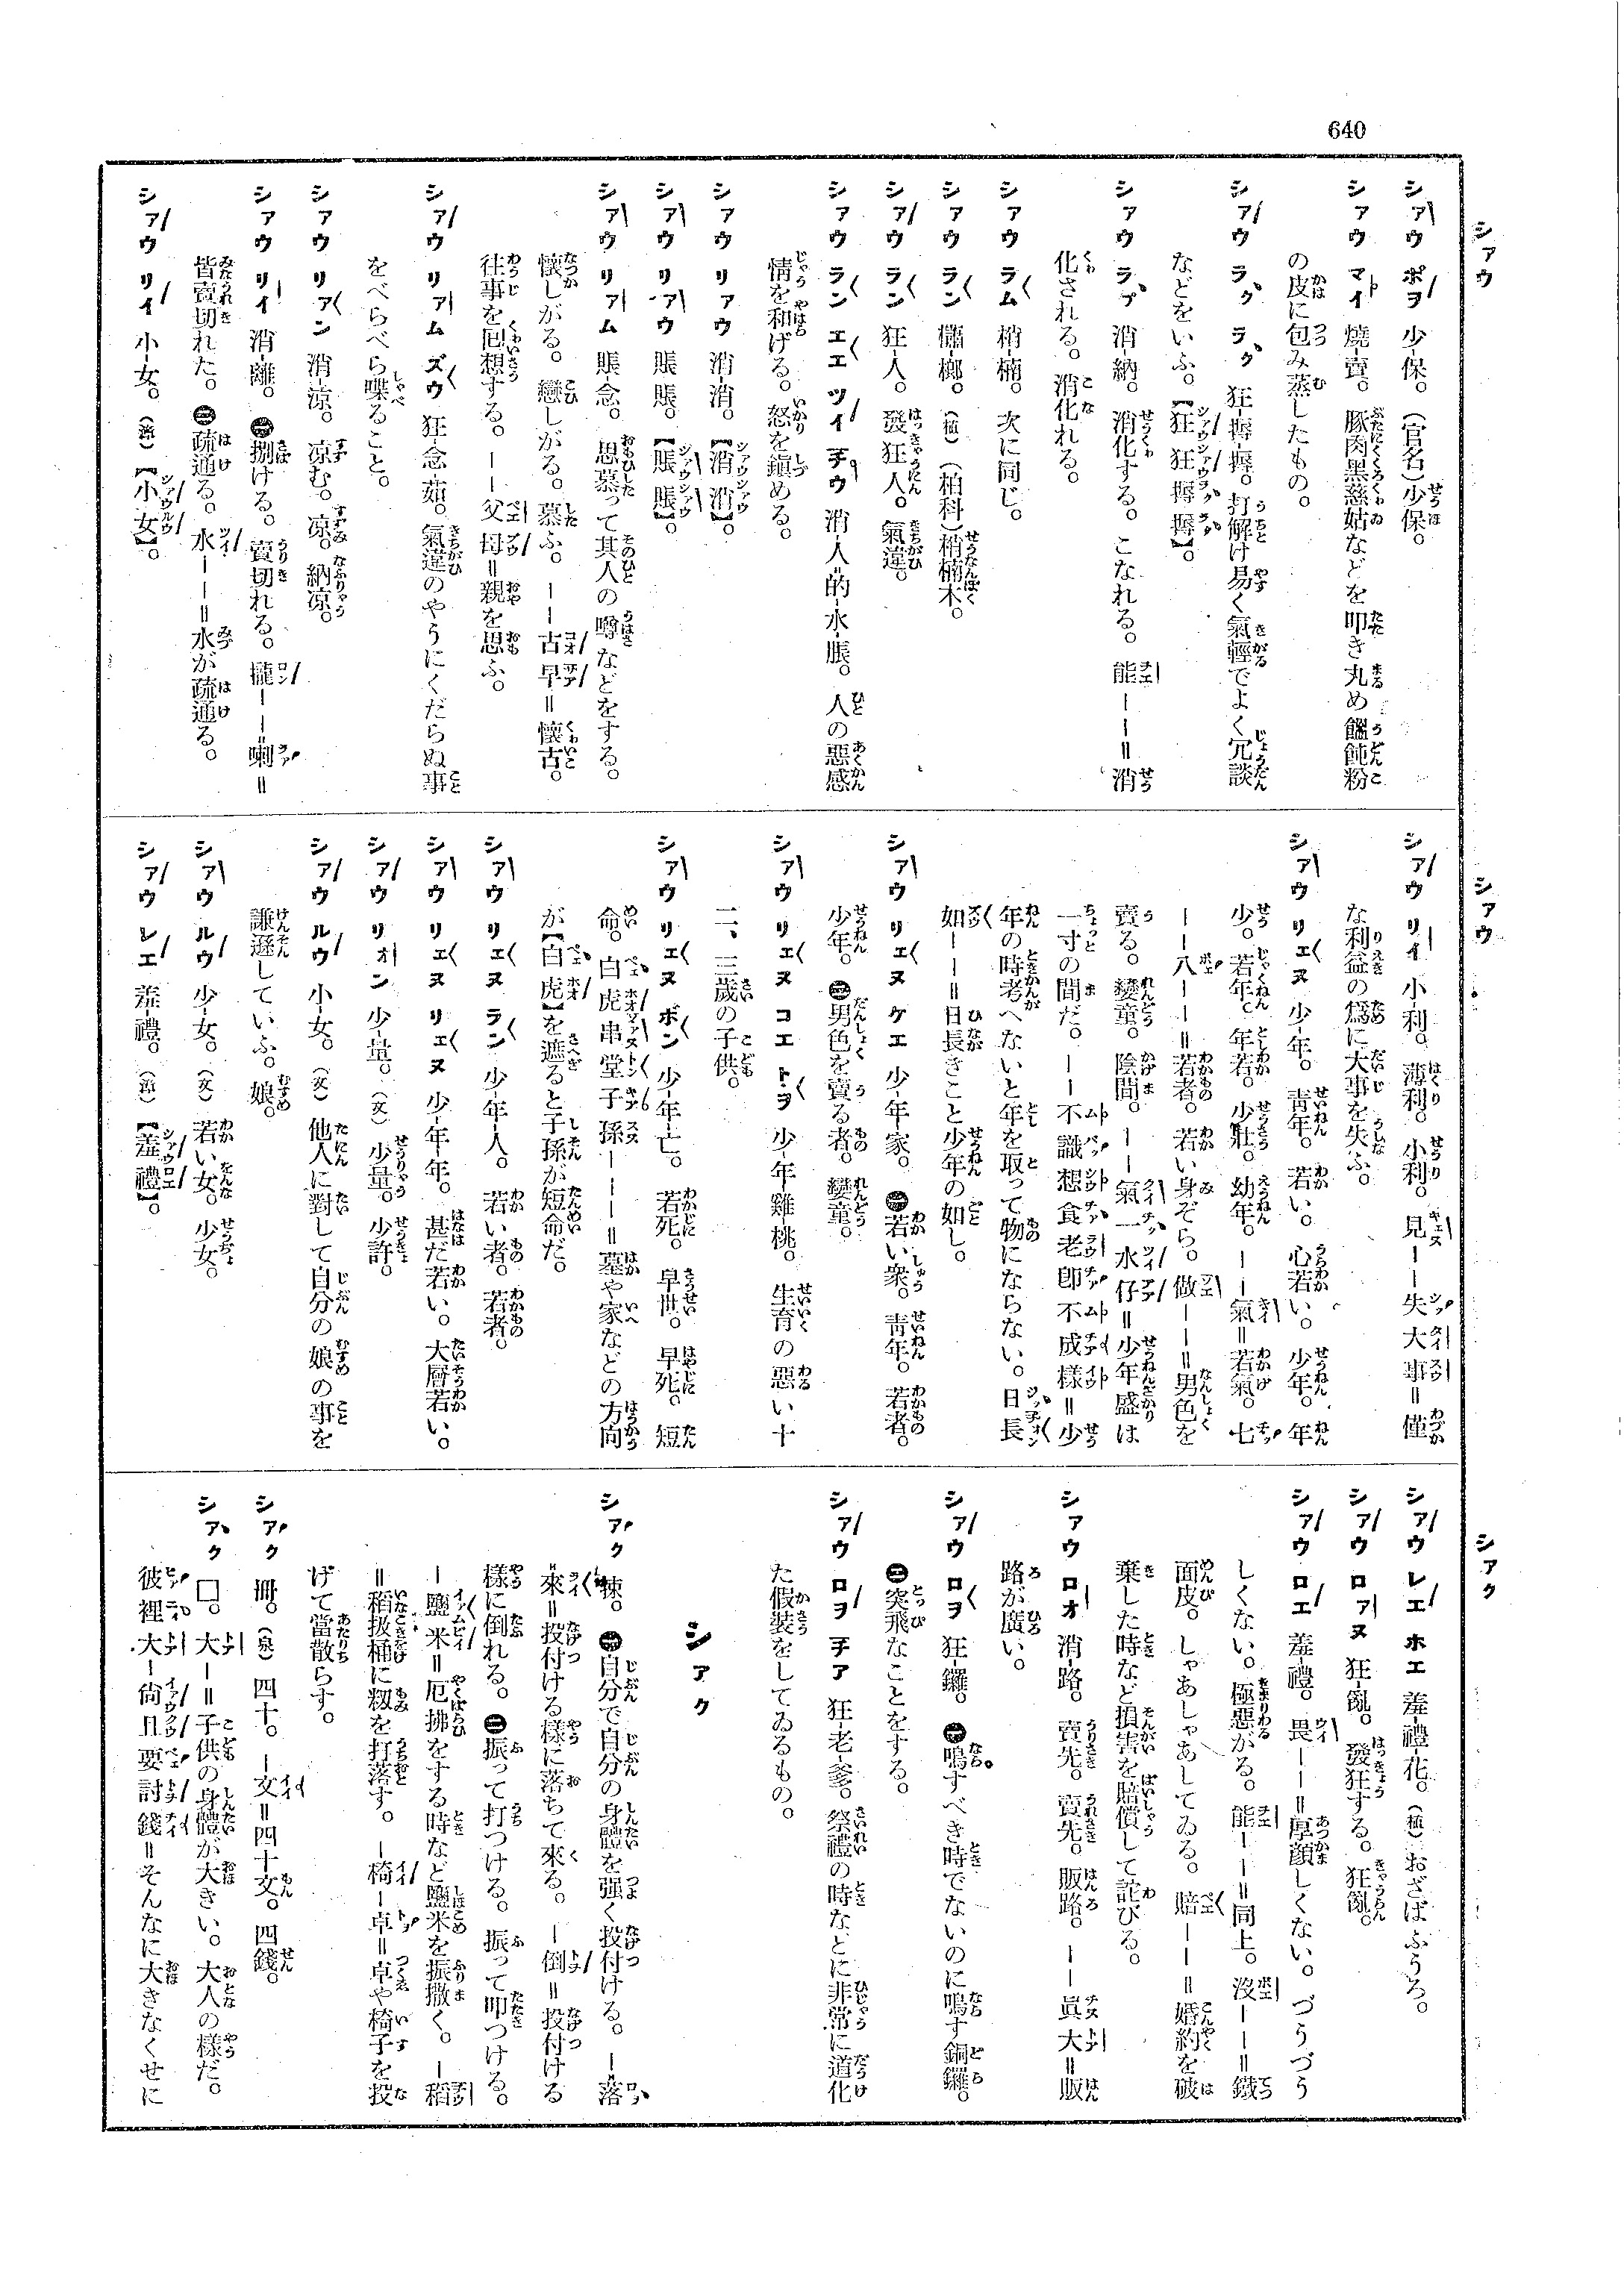 640
シアウ
シアウ ポヲ 少-保。(官名)少保。
シアウ マイ 燒-賣。 豚肉黑慈姑などを叩き丸め饂飩粉
の皮に包み蒸したもの。
シアウ ラク ラク 狂-擽-擽。打解け易く氣輕でよく冗談
などをいふ。【狂狂擽擽】。
シアウ ラプ 消-納。 消化する。こなれる。 能――=消
化される。消化れる。
シアウ ラム 梢-楠。 次に同じ。
シアウ ラン (植)(柏科)梢楠木。
シアウ ラン 狂-人。 發狂人。氣違。
シアウ ラン エエ ツイ チウ 消-人=的-水-脹。 人の惡感
情を和げる。怒を鎭める。
シアウ リアウ 消-消。【消消】。
シアウ リアウ 賬賬。【賬賬】。
シアウ リアム 賬-念。 思慕って其人の噂などをする。
懷しがる。戀しがる。慕ふ。 ――古早=懷古。
往事を囘想する。 ――父母=親を思ふ。
シアウ リアム ズウ 狂-念-茹。 氣違のやうにくだらぬ事
をべらべら喋ること。
シアウ リアン 消-凉。 凉む。凉。納凉。
シアウ リイ 消-離。 ㊀捌ける。賣切れる。 攏――喇=
皆賣切れた。 ㊁疏通る。 水――=水が疏通る。
シアウ リイ 小-女。(漳)【小女】。
シアウ
シアウ リイ 小-利。 薄利。小利。 見――失大事=僅か
な利益の爲に大事を失ふ。
シアウ リエヌ 少-年。 靑年。若い。心若い。少年。年
少。若年。年若。少壯。幼年。 ――氣=若氣。 七
――八――=若者。若い身ぞら。 做――=男色を
賣る。孌童。陰間。 ――氣一水仔=少年盛は
一寸の間だ。 ――不識想食老卽不成樣=少
年の時考へないと年を取って物にならない。 日長
如――=日長きこと少年の如し。
シアウ リエヌ ケエ 少-年-家。 ㊀若い衆。靑年。若者。
少年。 ㊁男色を賣る者。孌童。
シアウ リエヌ コエ トヲ 少-年-雞-桃。 生育の惡い十
二、三歲の子供。
シアウ リエヌ ボン 少-年-亡。 若死。早世。早死。短
命。 白虎串堂子孫――=墓や家などの方向
が【白虎】を遮ると子孫が短命だ。
シアウ リエヌ ラン 少-年-人。 若い者。若者。
シアウ リエヌ リエヌ 少-年-年。 甚だ若い。大層若い。
シアウ リオン 少-量。(文) 少量。少許。
シアウ ルウ 小-女。(文) 他人に對して自分の娘の事を
謙遜していふ。娘。
シアウ ルウ 少-女。(文) 若い女。少女。
シアウ レエ 羞-禮。(漳)【羞禮】。
シアク
シアウ レエ ホエ 羞-禮-花。(植)おざばふうろ。
シアウ ロアヌ 狂-亂。 發狂する。狂亂。
シアウ ロエ 羞-禮。 畏――=厚顏しくない。づうづう
しくない。極惡がる。 能――=同上。 沒――=鐵
面皮。しゃあしゃあしてゐる。 賠――=婚約を破
棄した時など損害を賠償して詫びる。
シアウ ロオ 消-路。 賣先。賣先。販路。 ――眞大=販
路が廣い。
シアウ ロヲ 狂-鑼。 ㊀鳴すべき時でないのに鳴す銅鑼。
㊁突飛なことをする。
シアウ ロヲ チア 狂-老-爹。 祭禮の時などに非常に道化
た假裝をしてゐるもの。
シアク
シアク 揀。 ㊀自分で自分の身體を强く投付ける。 ―落
來=投付ける樣に落ちて來る。 ―倒=投付ける
樣に倒れる。 ㊁振って打つける。振って叩つける。
―鹽米=厄拂をする時など鹽米を振撒く。 ―稻
=稻扱桶に籾を打落す。 ―椅―卓=卓や椅子を投
げて當散らす。
シアク 冊。(泉) 四十。 ―文=四十文。四錢。
シアク □。 大―=子供の身體が大きい。大人の樣だ。
彼裡大―尙且要討錢=そんなに大きなくせに